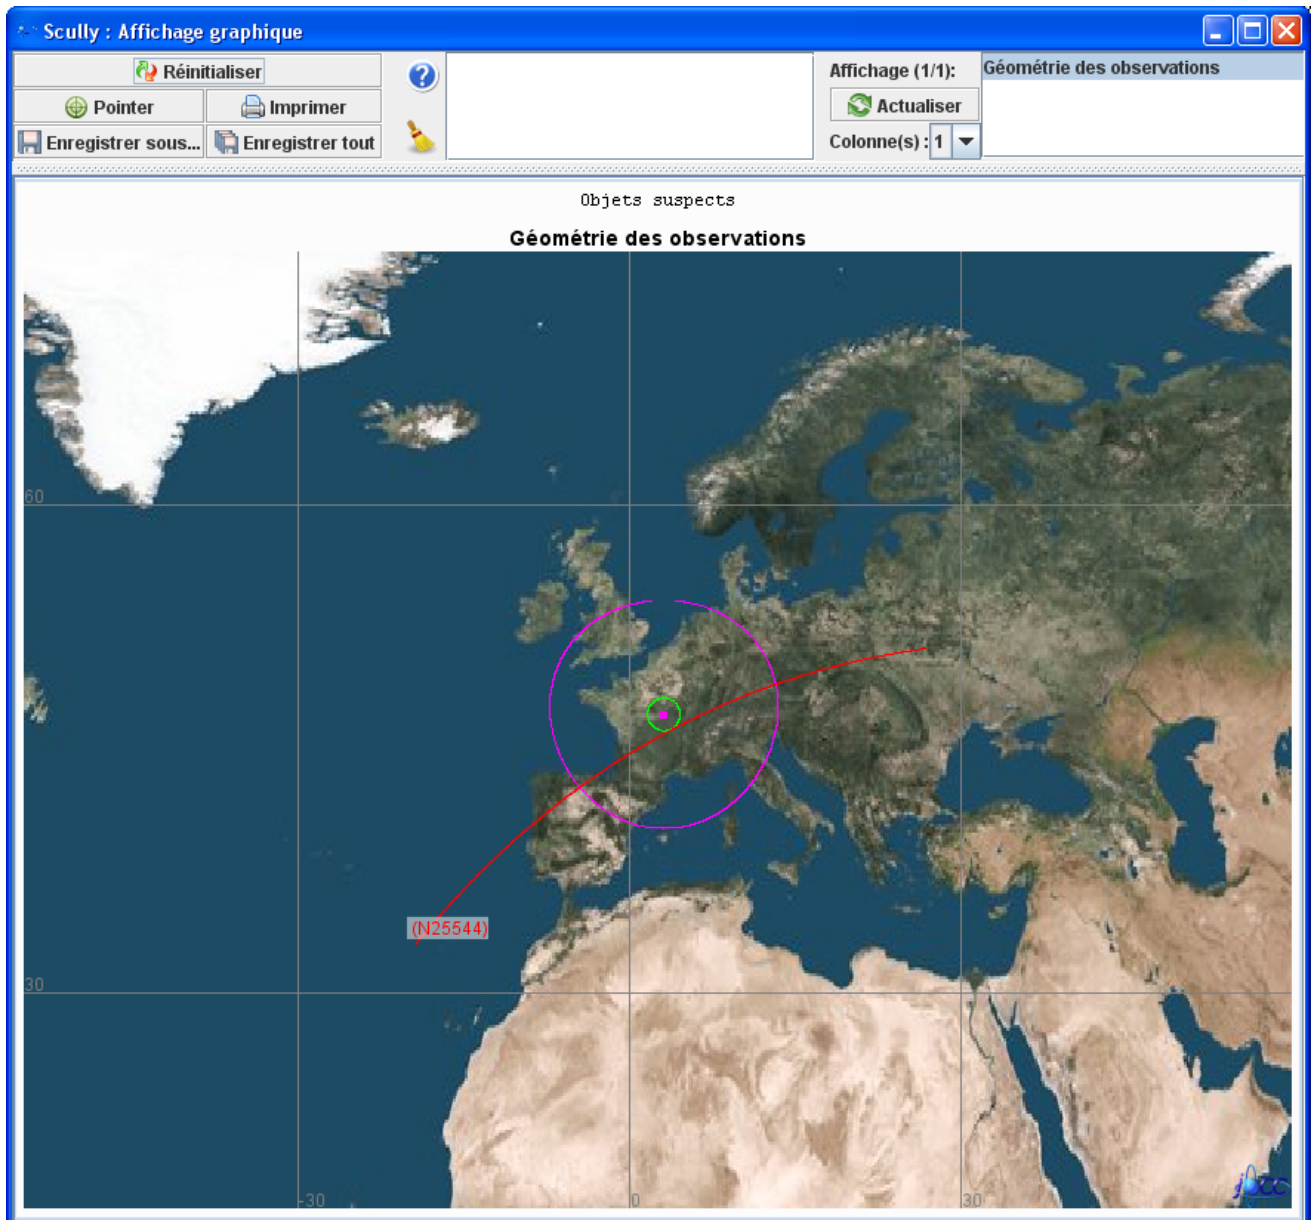 Scully : Affichage graphique
Réinitialiser
Pointer
Imprimer
Enregistrer sous...
Enregistrer tout
Affichage (1/1):
Actualiser
Colonne(s) : 1
Géométrie des observations
Objets suspects
Géométrie des observations
60
(N25544)
30
-30
0
30